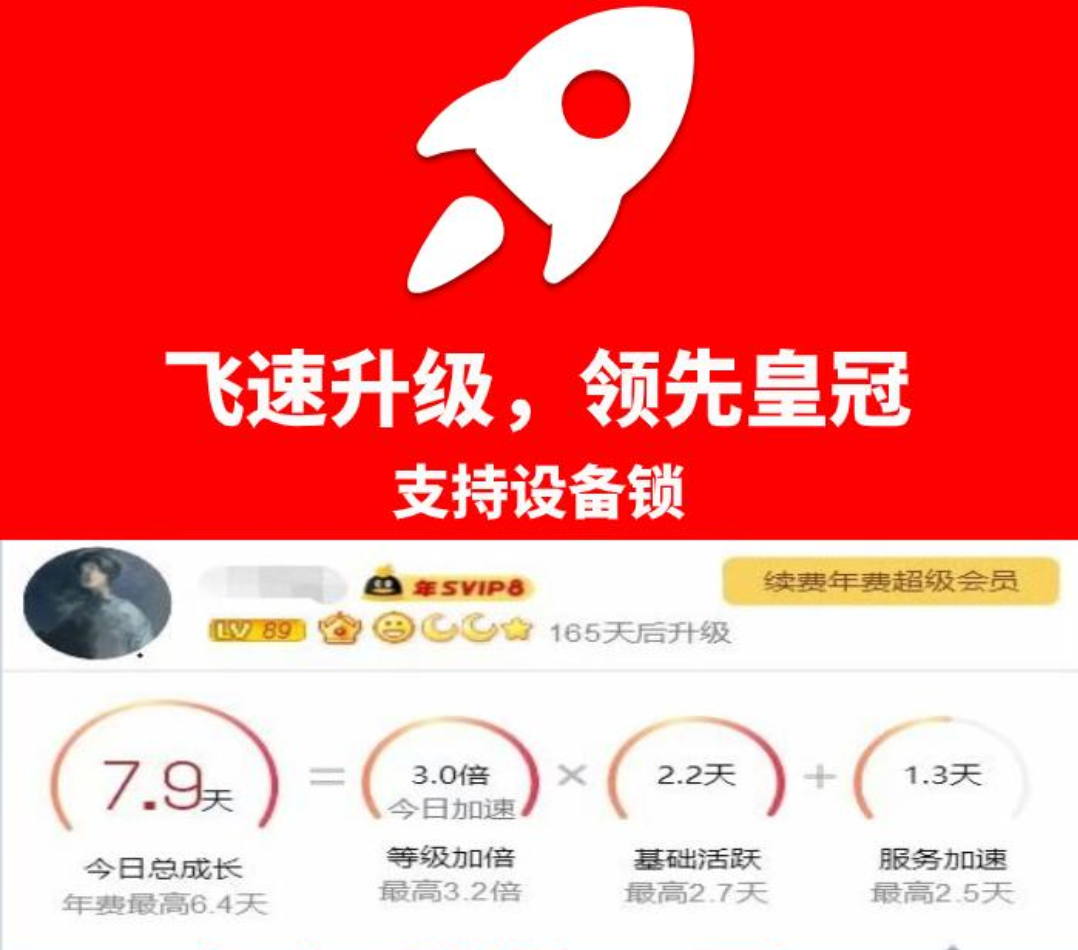 飞速升级，领先皇冠
支持设备锁
年SVIP8
续费年费超级会员
LV 89
165天后升级
7.9天
=
3.0倍
今日加速
×
2.2天
+
1.3天
今日总成长
等级加倍
基础活跃
服务加速
年费最高6.4天
最高3.2倍
最高2.7天
最高2.5天